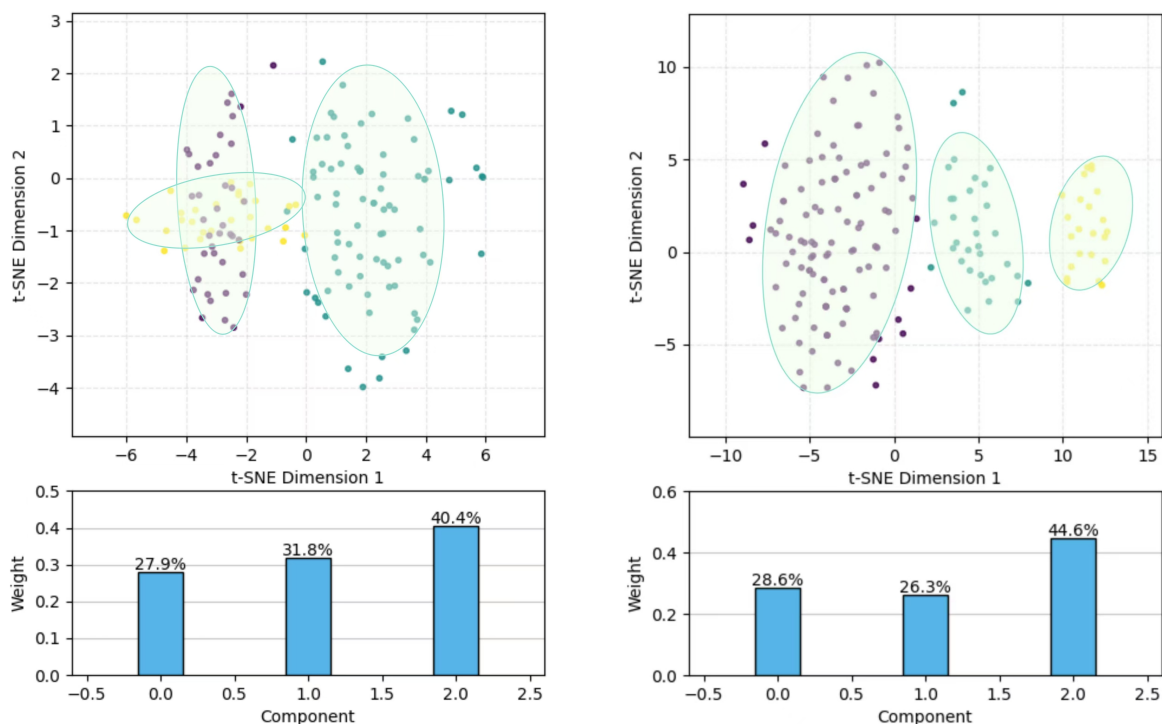 3
2
1
0
−1
−2
−3
−4
t-SNE Dimension 2
−6 −4 −2 0 2 4 6
t-SNE Dimension 1
10
5
0
−5
t-SNE Dimension 2
−10 −5 0 5 10 15
t-SNE Dimension 1
0.5
0.4
0.3
0.2
0.1
0.0
Weight
27.9% 31.8% 40.4%
−0.5 0.0 0.5 1.0 1.5 2.0 2.5
Component
0.6
0.4
0.2
0.0
Weight
28.6% 26.3% 44.6%
−0.5 0.0 0.5 1.0 1.5 2.0 2.5
Component